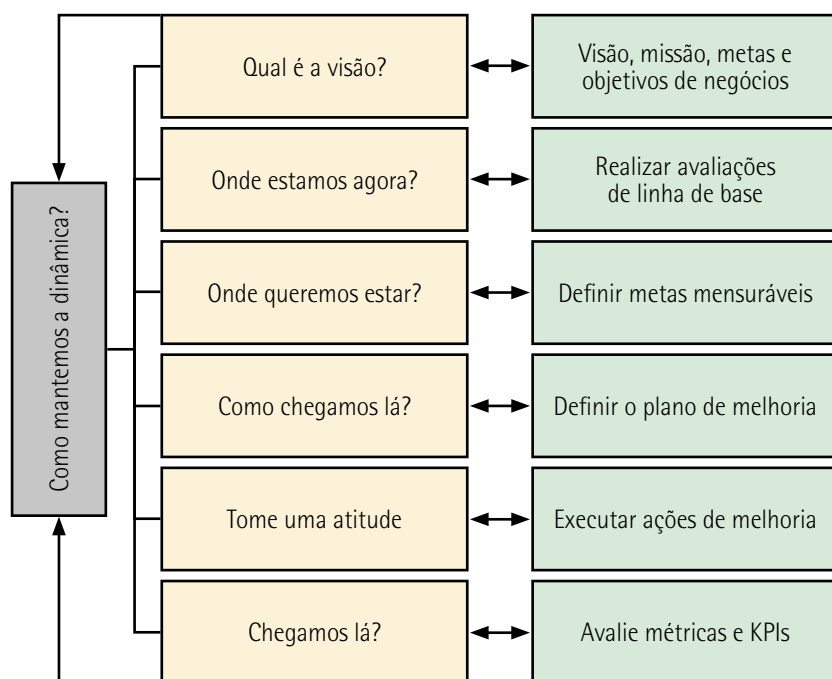 Qual é a visão?
Visão, missão, metas e
objetivos de negócios
Onde estamos agora?
Realizar avaliações
de linha de base
Como mantemos a dinâmica?
Onde queremos estar?
Definir metas mensuráveis
Como chegamos lá?
Definir o plano de melhoria
Tome uma atitude
Executar ações de melhoria
Chegamos lá?
Avalie métricas e KPIs